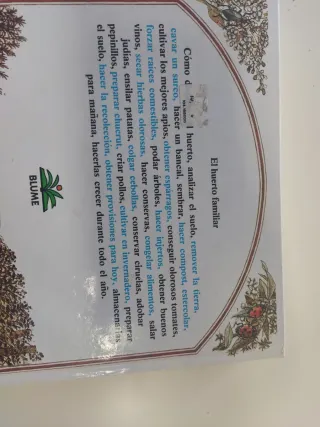 El huerto familiar
Cómo d l huerto, analizar el suelo, remover la tierra,
cavar un surco, hacer un bancal, sembrar, hacer compost, estercolar,
cultivar los mejores apios, obtener espárragos, conseguir olorosos tomates,
forzar raíces comestibles, podar árboles, hacer injertos, obtener buenos
vinos, secar hierbas olorosas, hacer conservas, congelar alimentos, salar
judías, ensilar patatas, colgar cebollas, conservar ciruelas, adobar
pepinillos, preparar chucrut, criar pollos, cultivar en invernadero, preparar
el suelo, hacer la recolección, obtener provisiones para hoy, almacenarlas
para mañana, hacerlas crecer durante todo el año.
BLUME